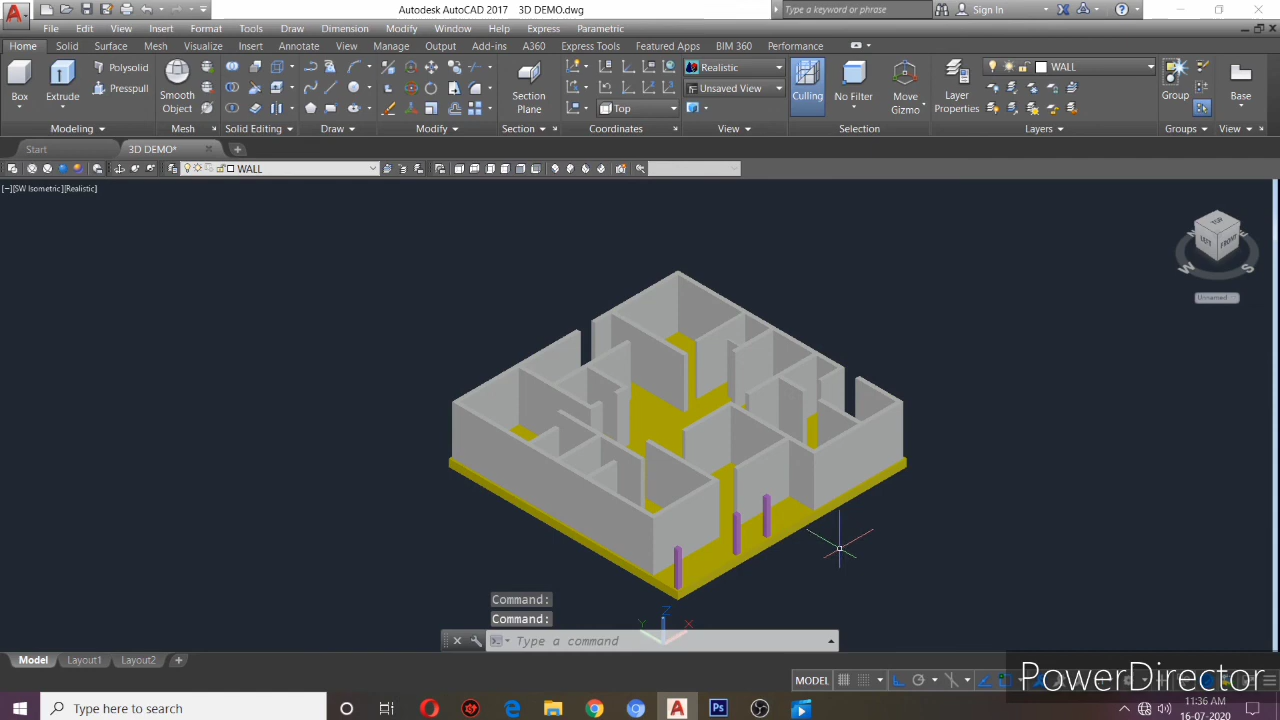 Autodesk AutoCAD 2017 3D DEMO.dwg
Type a keyword or phrase
Sign In
File Edit View Insert Format Tools Draw Dimension Modify Window Help Express Parametric
Home Solid Surface Mesh Visualize Insert Annotate View Manage Output Add-ins A360 Express Tools Featured Apps BIM 360 Performance
Polysolid
Presspull
Box
Extrude
Smooth
Object
Section
Plane
Realistic
Unsaved View
Top
Culling
No Filter
Move
Gizmo
Layer
Properties
WALL
Group
Base
Modeling
Mesh
Solid Editing
Draw
Modify
Section
Coordinates
View
Selection
Layers
Groups
View
Start
3D DEMO*
WALL
[−][SW Isometric][Realistic]
TOP
LEFT
FRONT
W
S
Unnamed
Command:
Command:
Z
Y
X
Type a command
Model Layout1 Layout2
MODEL
PowerDirector
Type here to search
11:36 AM
16-07-2020